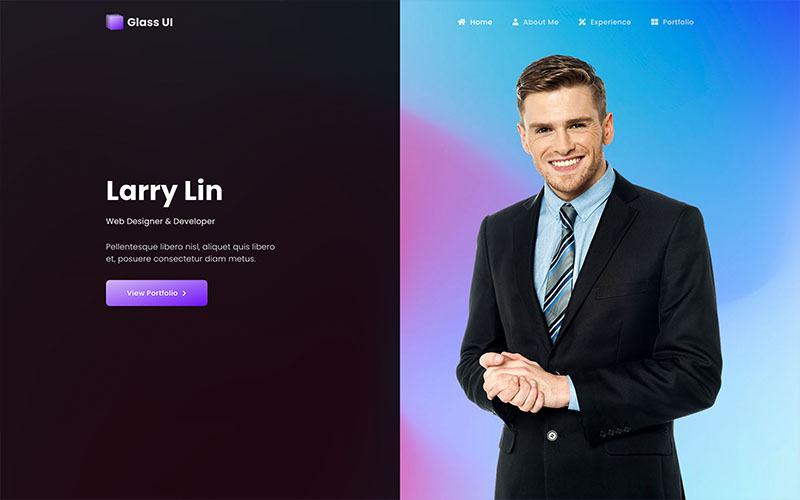 Glass UI
Home About Me Experience Portfolio
Larry Lin
Web Designer & Developer
Pellentesque libero nisl, aliquet quis libero
et, posuere consectetur diam metus.
View Portfolio